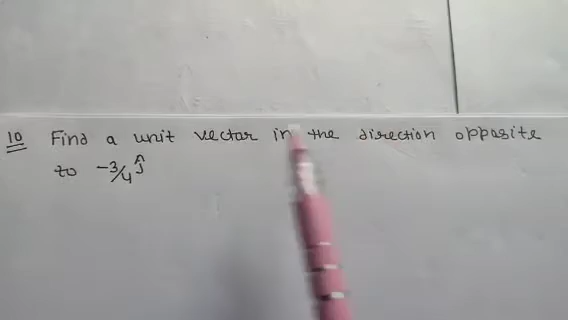 10 Find a unit vector in the direction opposite
to -3/4 ĵ